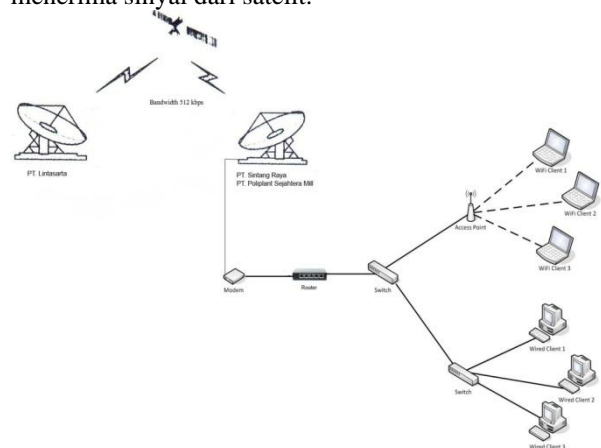 menerima sinyal dari satelit.
Bandwidth 512 kbps
PT. Lintasarta
PT. Sintang Raya
PT. Poliplant Sejahtera Mill
WiFi Client 1
WiFi Client 2
Access Point
WiFi Client 3
Modem
Router
Switch
Wired Client 1
Switch
Wired Client 2
Wired Client 3